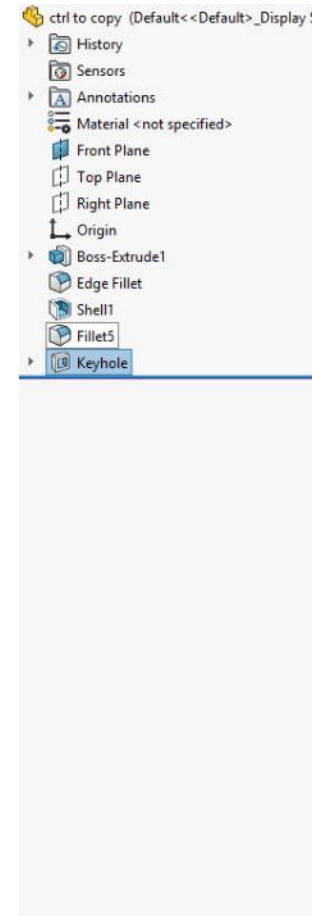 ctrl to copy (Default<<Default>_Display S
History
Sensors
Annotations
Material <not specified>
Front Plane
Top Plane
Right Plane
Origin
Boss-Extrude1
Edge Fillet
Shell1
Fillet5
Keyhole